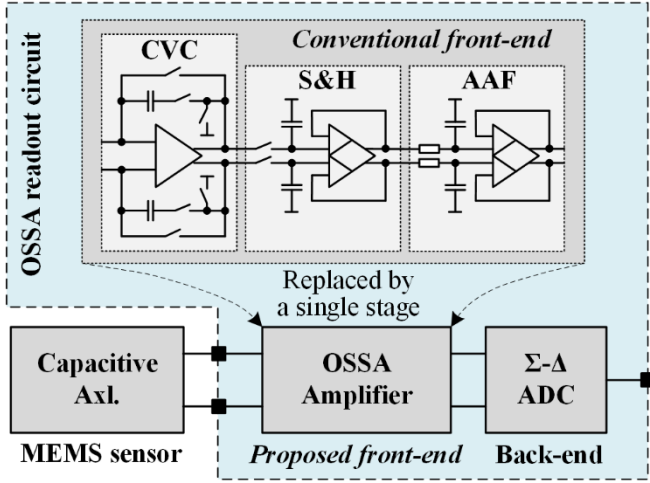 OSSA readout circuit
Conventional front-end
CVC
S&H
AAF
Replaced by
a single stage
Capacitive
Axl.
MEMS sensor
OSSA
Amplifier
Proposed front-end
Σ-Δ
ADC
Back-end